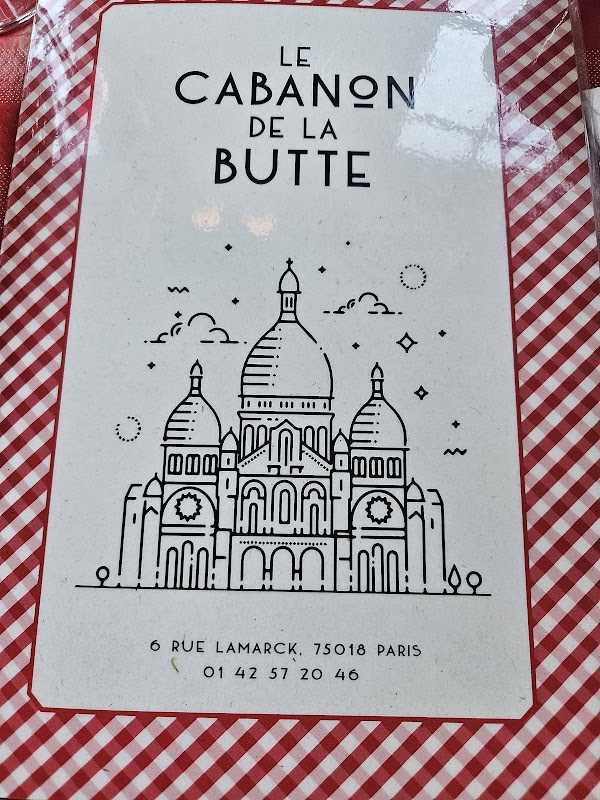 LE
CABANON
DE LA
BUTTE
6 RUE LAMARCK, 75018 PARIS
01 42 57 20 46